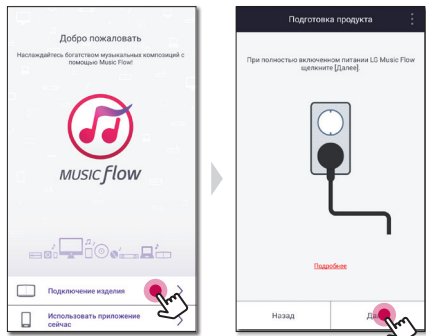 Добро пожаловать
Наслаждайтесь богатством музыкальных композиций с
помощью Music Flow!
MUSIC flow
Подключение изделия
Использовать приложение
сейчас
Подготовка продукта
При полностью включенном питании LG Music Flow
щелкните [Далее].
Подробнее
Назад